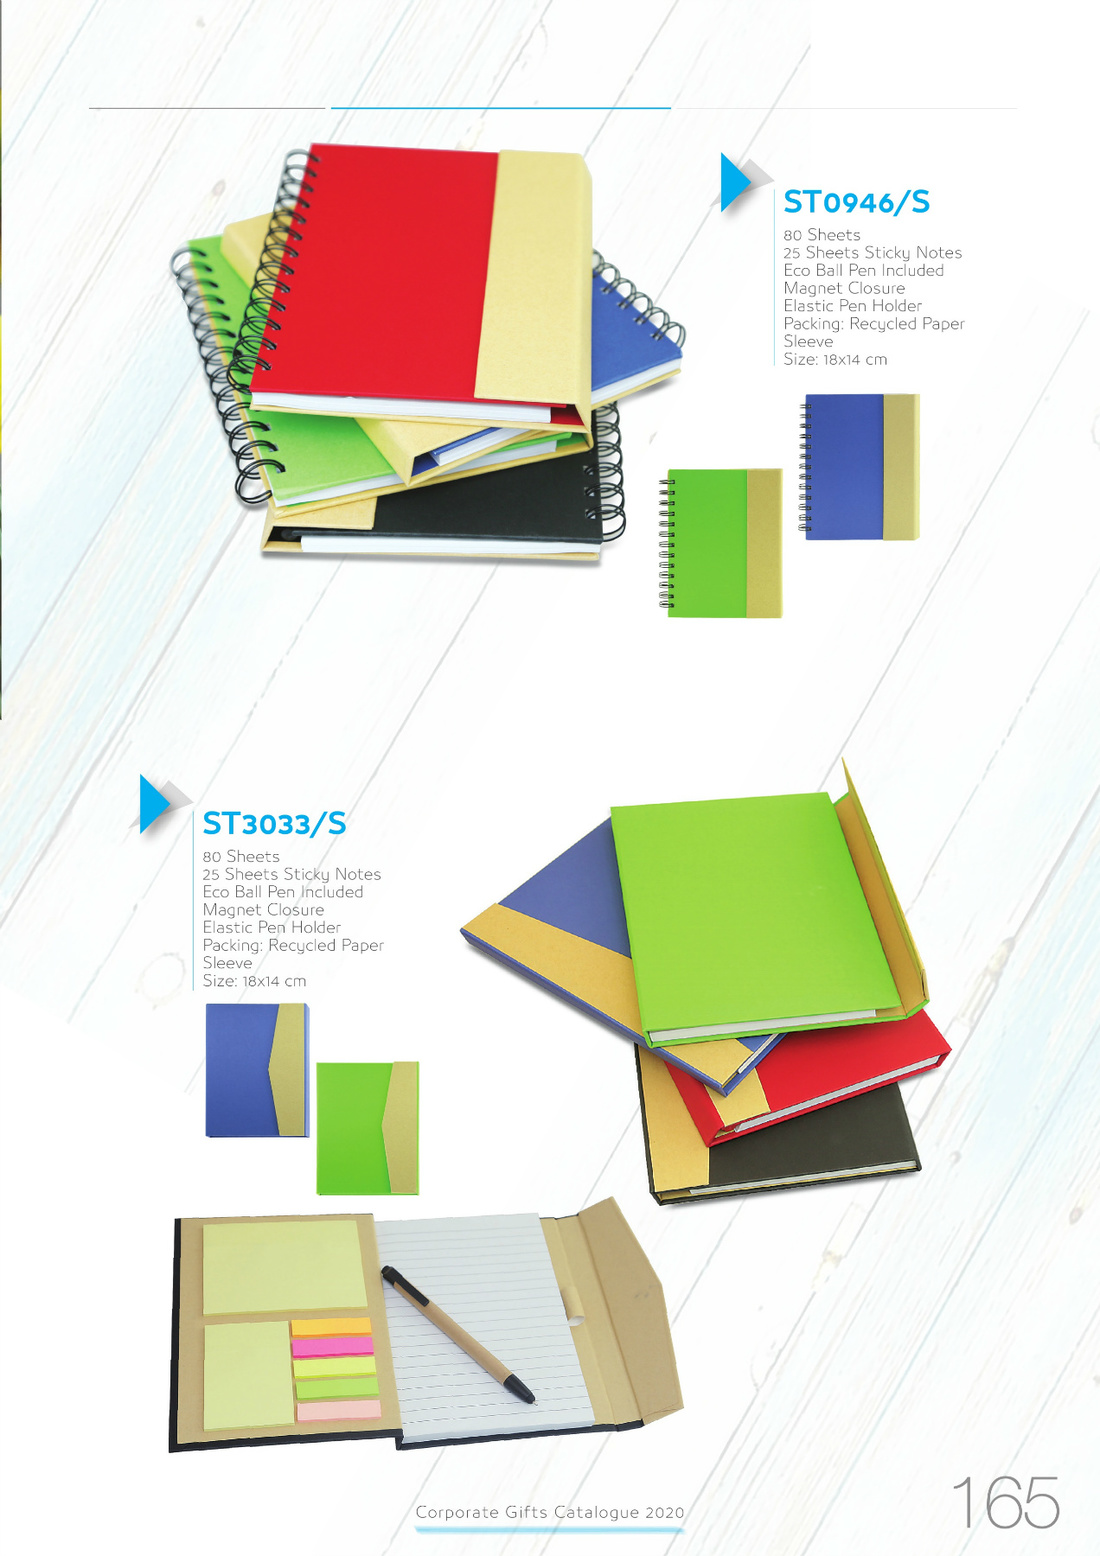 ST0946/S
80 Sheets
25 Sheets Sticky Notes
Eco Ball Pen Included
Magnet Closure
Elastic Pen Holder
Packing: Recycled Paper
Sleeve
Size: 18x14 cm
ST3033/S
80 Sheets
25 Sheets Sticky Notes
Eco Ball Pen Included
Magnet Closure
Elastic Pen Holder
Packing: Recycled Paper
Sleeve
Size: 18x14 cm
Corporate Gifts Catalogue 2020
165